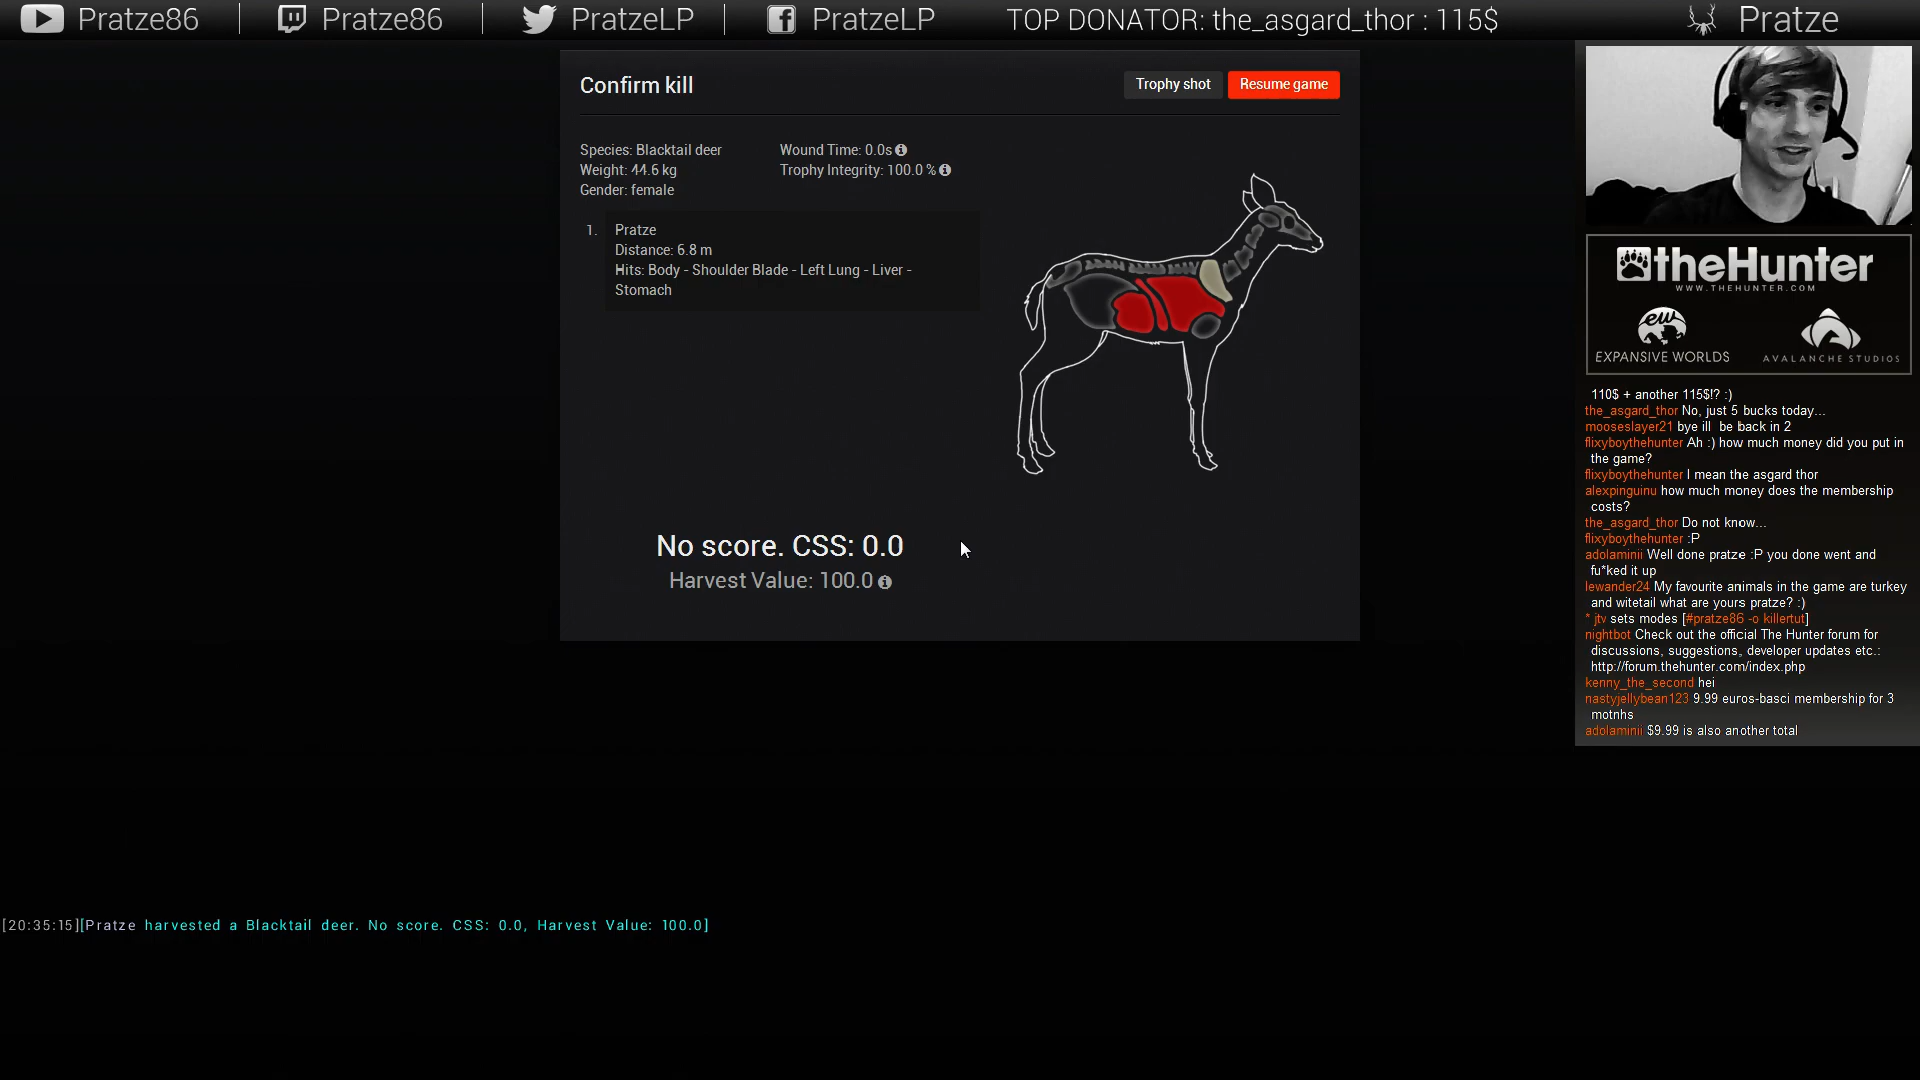 Pratze86
Pratze86
PratzeLP
PratzeLP
TOP DONATOR: the_asgard_thor : 115$
Pratze
Confirm kill
Trophy shot
Resume game
Species: Blacktail deer
Weight: 44.6 kg
Gender: female
Wound Time: 0.0s
Trophy Integrity: 100.0 %
1.
Pratze
Distance: 6.8 m
Hits: Body - Shoulder Blade - Left Lung - Liver -
Stomach
No score. CSS: 0.0
Harvest Value: 100.0
theHunter
WWW.THEHUNTER.COM
ew
EXPANSIVE WORLDS
AVALANCHE STUDIOS
110$ + another 115$!? :)
the_asgard_thor No, just 5 bucks today...
mooseslayer21 bye ill be back in 2
flixyboythehunter Ah :) how much money did you put in
the game?
flixyboythehunter I mean the asgard thor
alexpinguinu how much money does the membership
costs?
the_asgard_thor Do not know...
flixyboythehunter :P
adolaminii Well done pratze :P you done went and
fu*ked it up
lewander24 My favourite animals in the game are turkey
and witetail what are yours pratze? :)
* jtv sets modes [#pratze86 -o killertut]
nightbot Check out the official The Hunter forum for
discussions, suggestions, developer updates etc.:
http://forum.thehunter.com/index.php
kenny_the_second hei
nastyjellybean123 9.99 euros-basci membership for 3
motnhs
adolaminii $9.99 is also another total
[20:35:15][Pratze harvested a Blacktail deer. No score. CSS: 0.0, Harvest Value: 100.0]